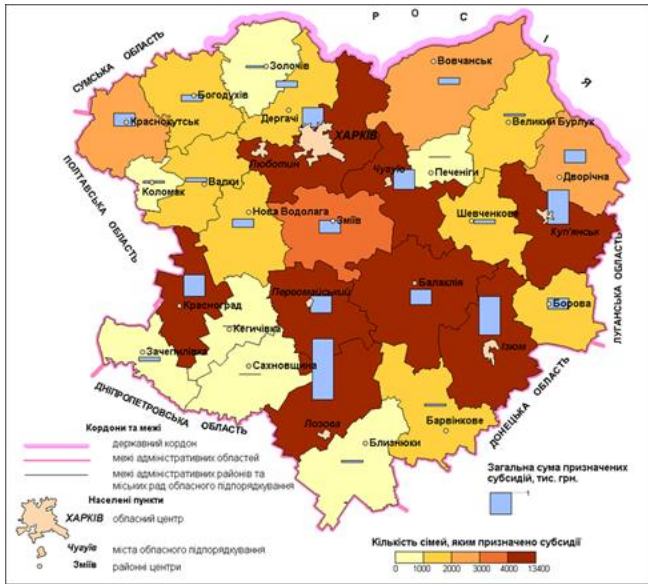 Р О С І Я
СУМСЬКА ОБЛАСТЬ
ПОЛТАВСЬКА ОБЛАСТЬ
ДНІПРОПЕТРОВСЬКА ОБЛАСТЬ
ДОНЕЦЬКА ОБЛАСТЬ
ЛУГАНСЬКА ОБЛАСТЬ
Золочів
Вовчанськ
Богодухів
Краснокутськ
Дергачі
ХАРКІВ
Великий Бурлук
Люботин
Чугуїв
Печеніги
Дворічна
Коломак
Валки
Нова Водолага
Зміїв
Шевченкове
Куп'янськ
Балаклія
Первомайський
Красноград
Борова
Кегичівка
Зачепилівка
Сахновщина
Ізюм
Лозова
Барвінкове
Близнюки
Кордони та межі
державний кордон
межі адміністративних областей
межі адміністративних районів та
міських рад обласного підпорядкування
Населені пункти
ХАРКІВ обласний центр
Чугуїв міста обласного підпорядкування
Зміїв районні центри
Загальна сума призначених
субсидій, тис. грн.
1
Кількість сімей, яким призначено субсидії
0 1000 2000 3000 4000 13400